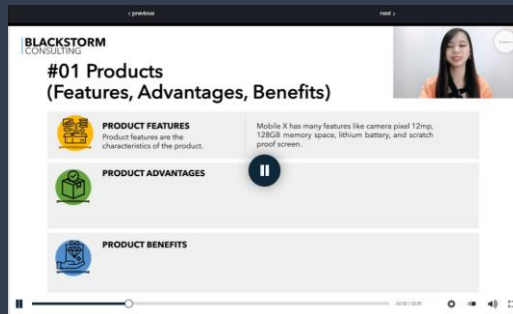 ‹ previous
next ›
BLACKSTORM
CONSULTING
#01 Products
(Features, Advantages, Benefits)
PRODUCT FEATURES
Product features are the
characteristics of the product.
Mobile X has many features like camera pixel 12mp,
128GB memory space, lithium battery, and scratch
proof screen.
PRODUCT ADVANTAGES
PRODUCT BENEFITS